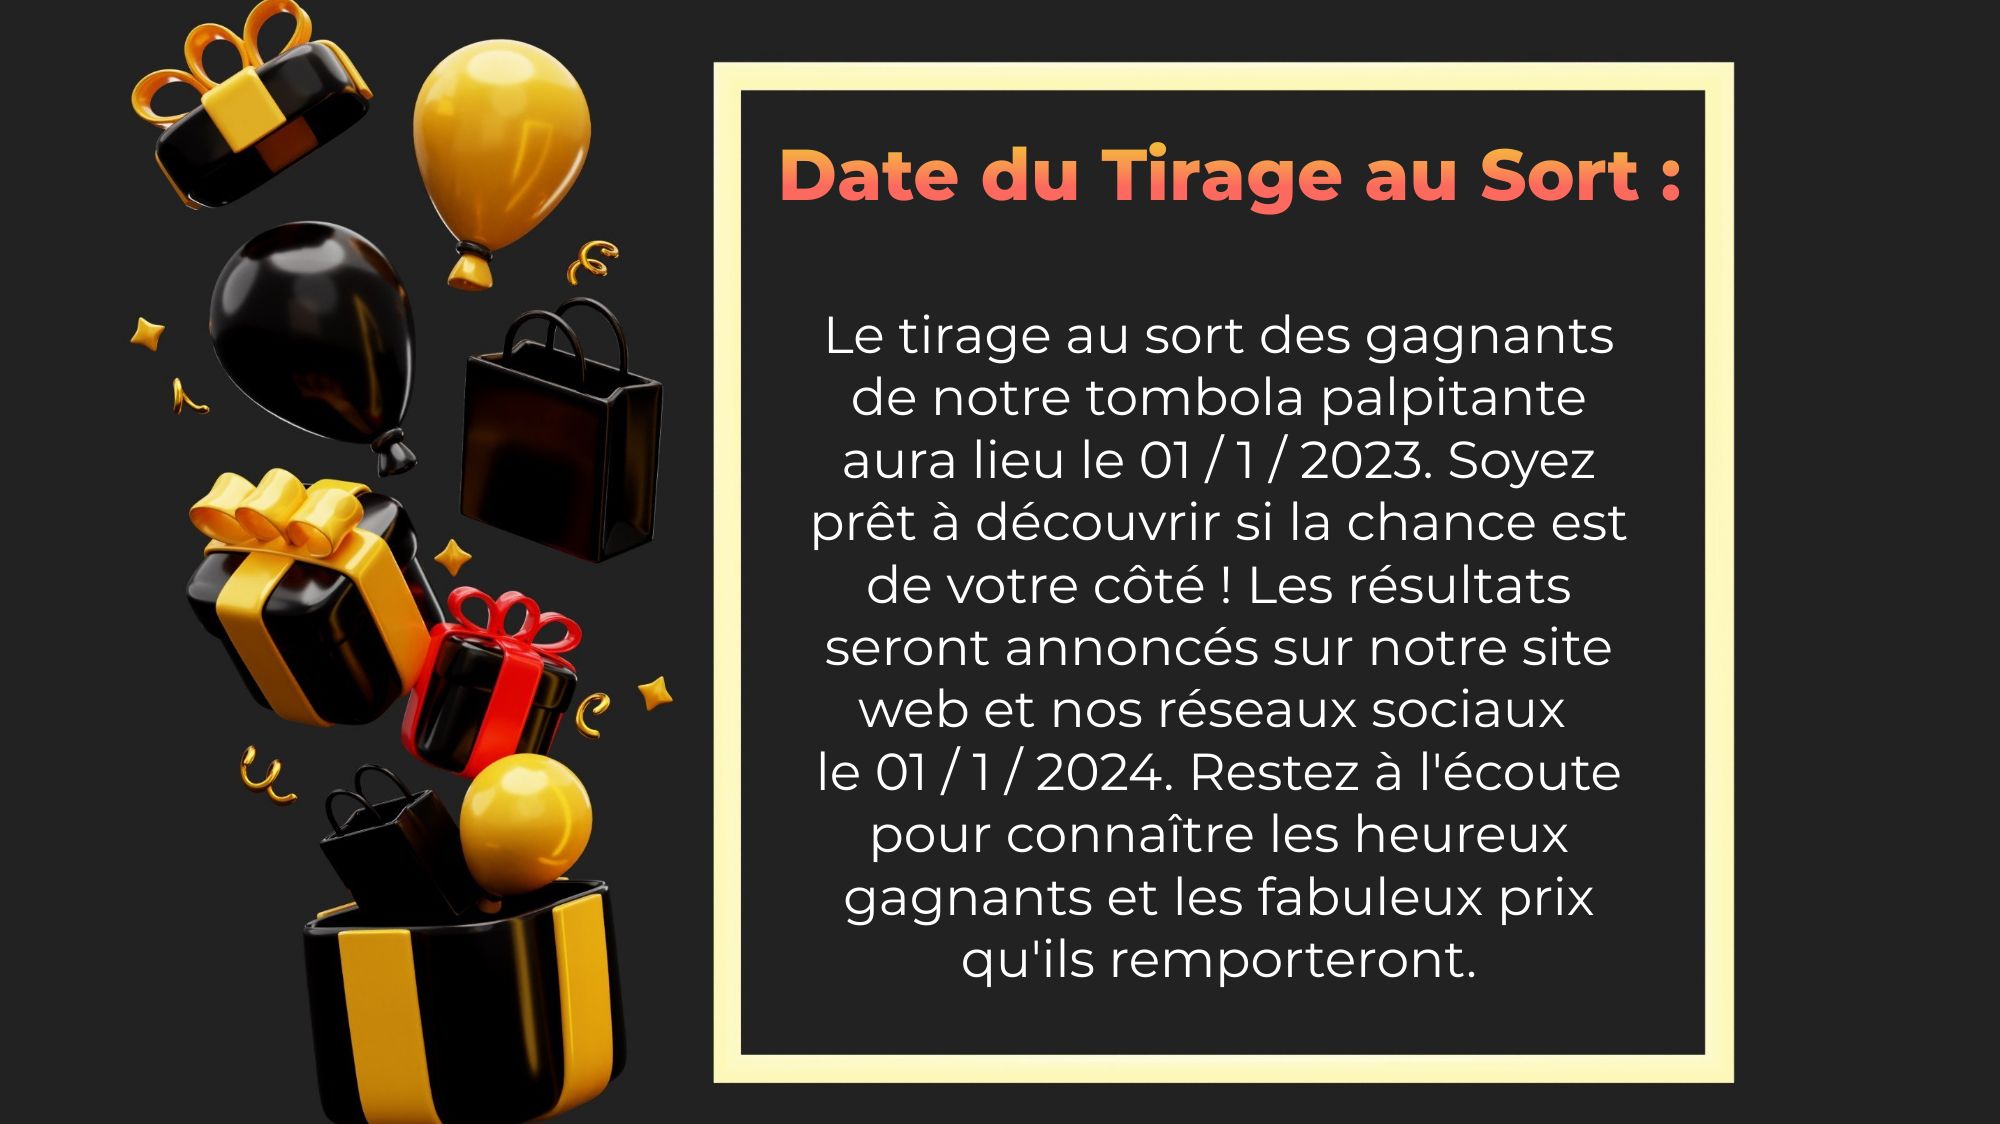 Date du Tirage au Sort :
Le tirage au sort des gagnants
de notre tombola palpitante
aura lieu le 01 / 1 / 2023. Soyez
prêt à découvrir si la chance est
de votre côté ! Les résultats
seront annoncés sur notre site
web et nos réseaux sociaux
le 01 / 1 / 2024. Restez à l'écoute
pour connaître les heureux
gagnants et les fabuleux prix
qu'ils remporteront.